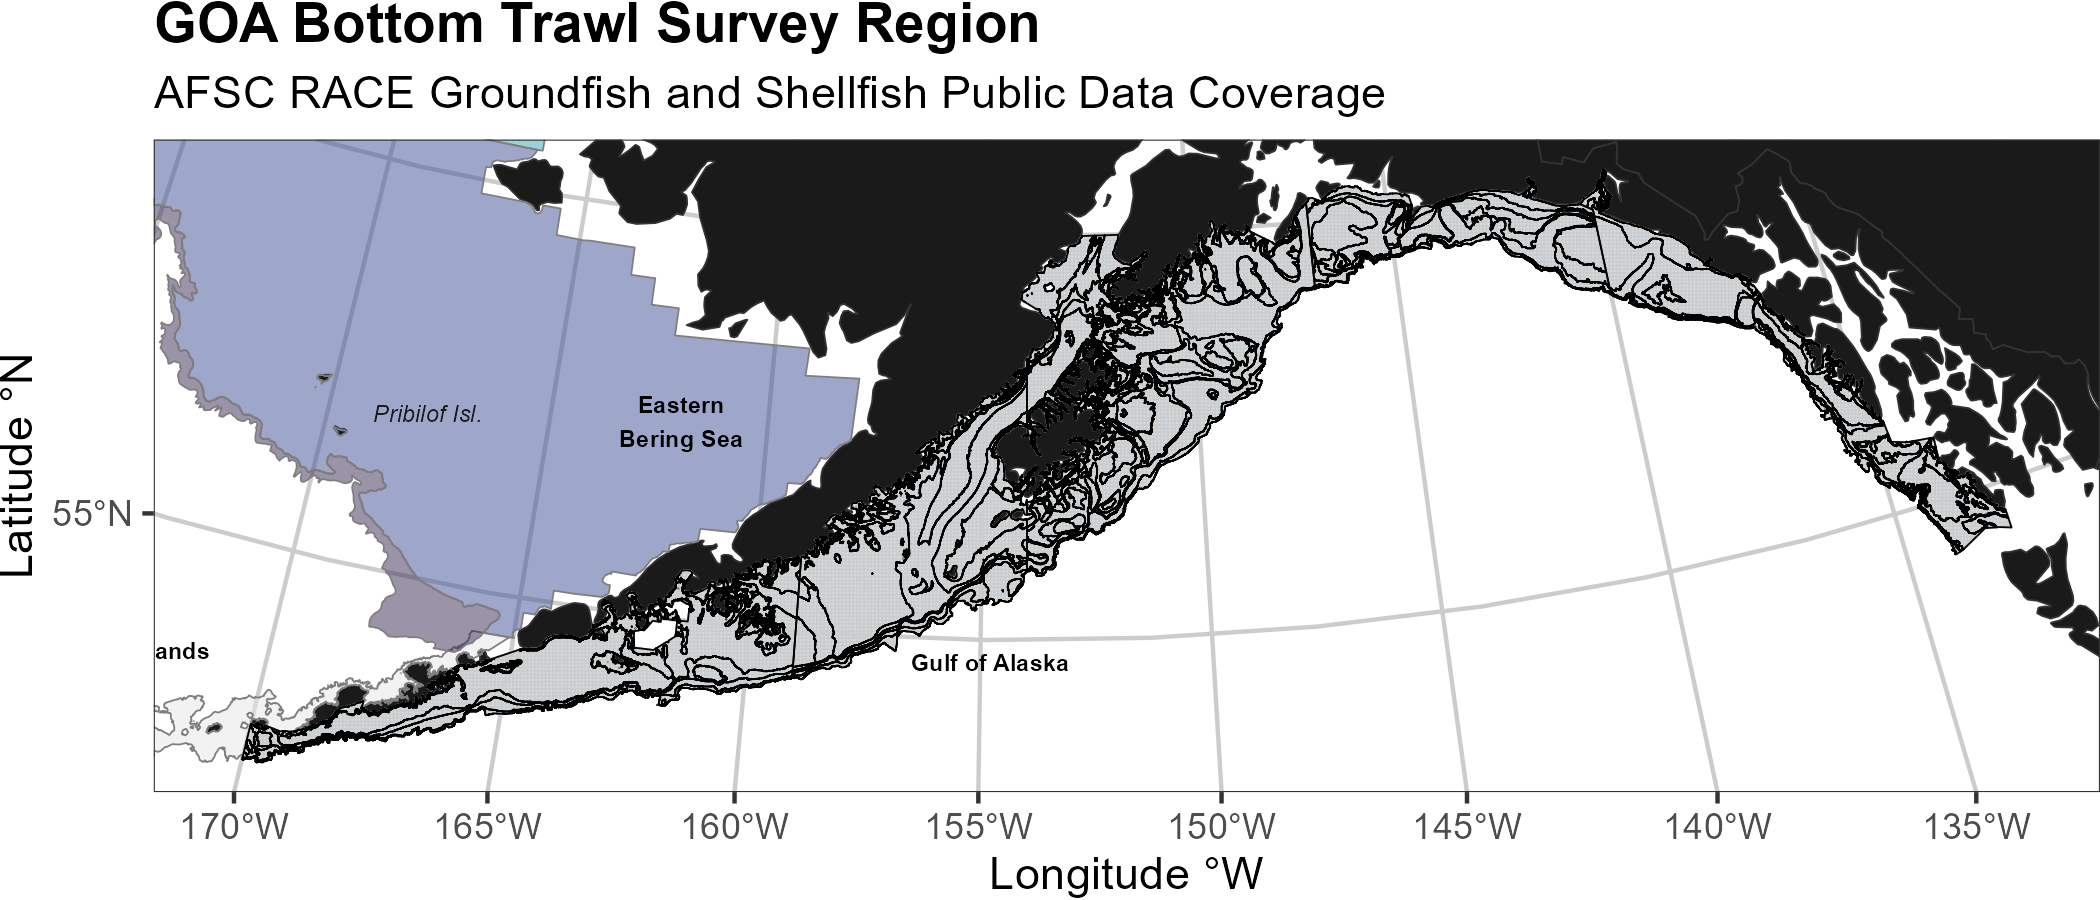 GOA Bottom Trawl Survey Region
AFSC RACE Groundfish and Shellfish Public Data Coverage
Latitude °N
55°N
Pribilof Isl.
Eastern
Bering Sea
ands
Gulf of Alaska
170°W
165°W
160°W
155°W
150°W
145°W
140°W
135°W
Longitude °W